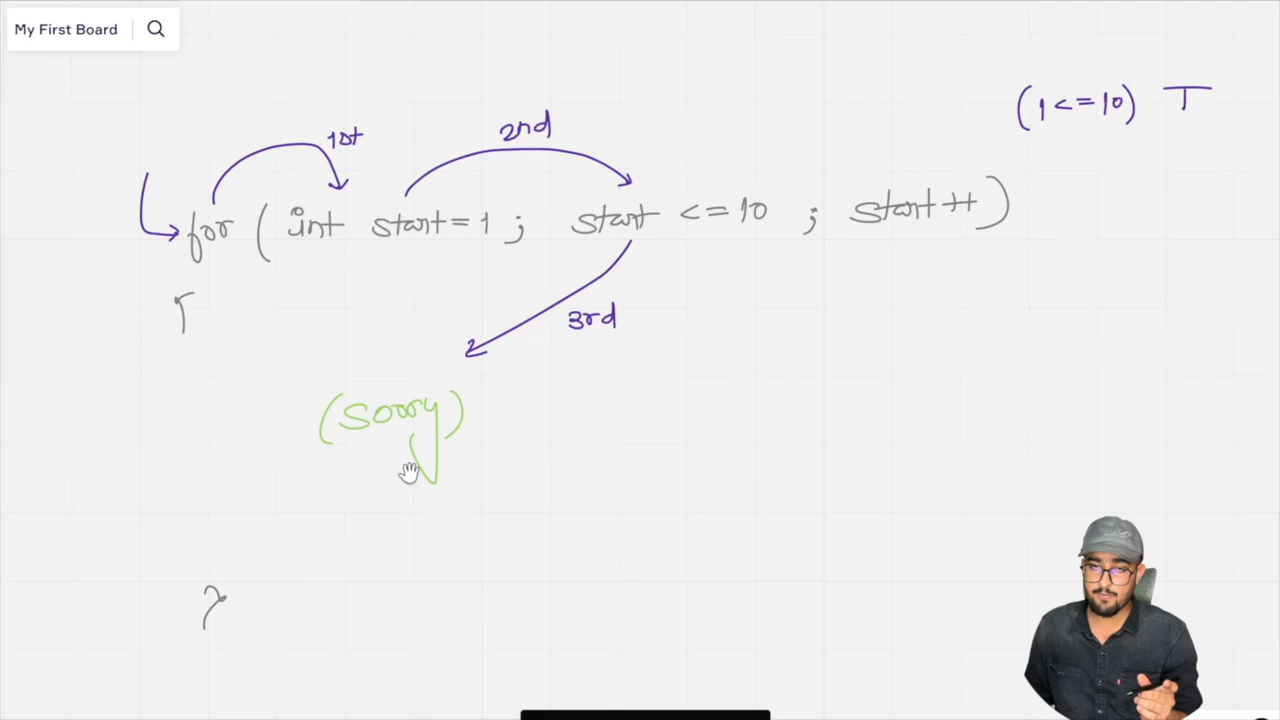 My First Board
(1<=10) T
1st
2nd
for ( int start=1 ; start <=10 ; start++)
{
3rd
(Sorry)
}